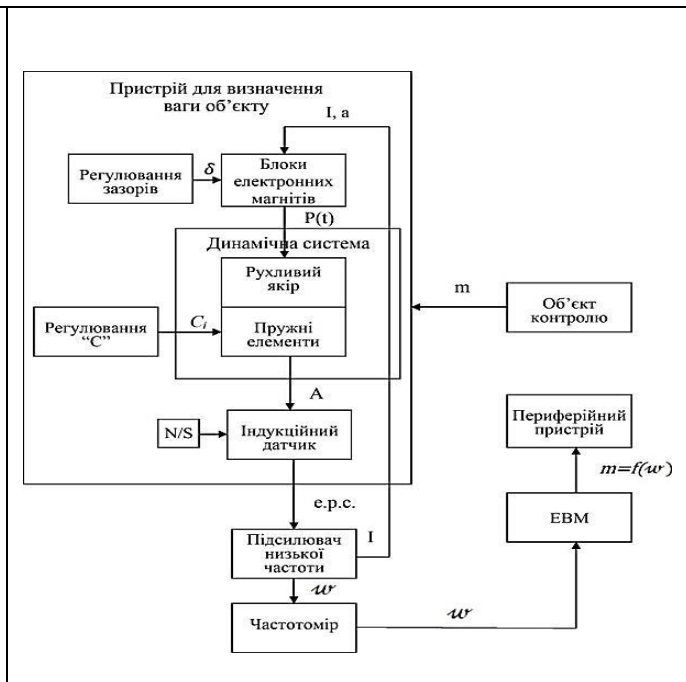 Пристрій для визначення
ваги об’єкту
I, a
Регулювання
зазорів
δ
Блоки
електронних
магнітів
P(t)
Динамічна система
Рухливий
якір
m
Об’єкт
контролю
Регулювання
“С”
Cᵢ
Пружні
елементи
A
N/S
Індукційний
датчик
Периферійний
пристрій
m=f(w)
е.р.с.
ЕВМ
Підсилювач
низької
частоти
I
w
Частотомір
w